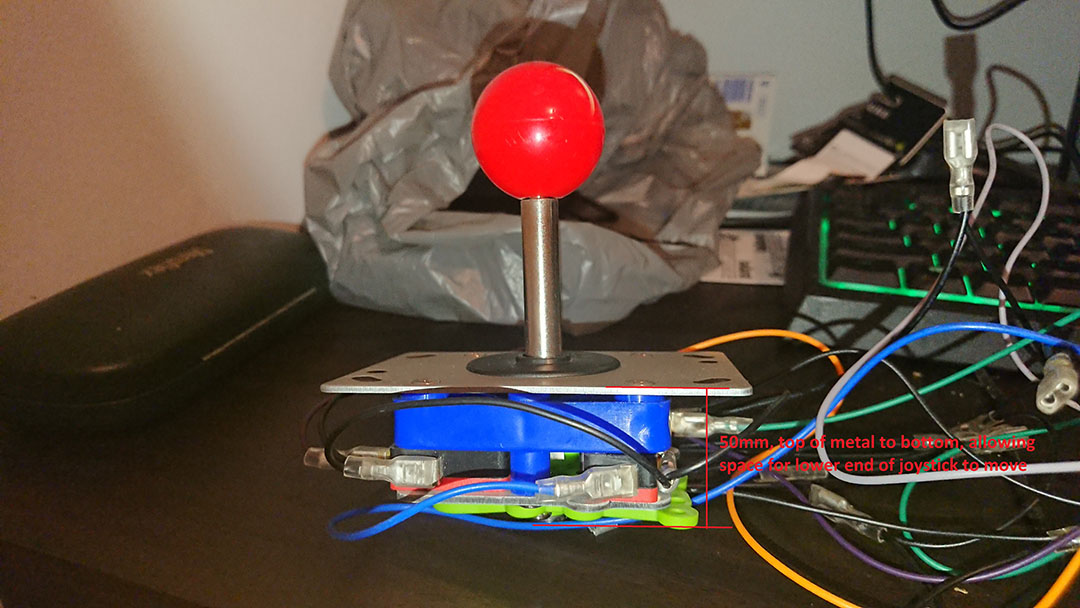 50mm, top of metal to bottom, allowing
space for lower end of joystick to move